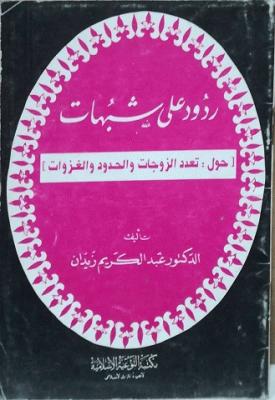 ردود على شبهات
[ حول : تعدد الزوجات والحدود والغزوات ]
تأليف
الدكتور عبد الكريم زيدان
مكتبة التوعية الإسلامية